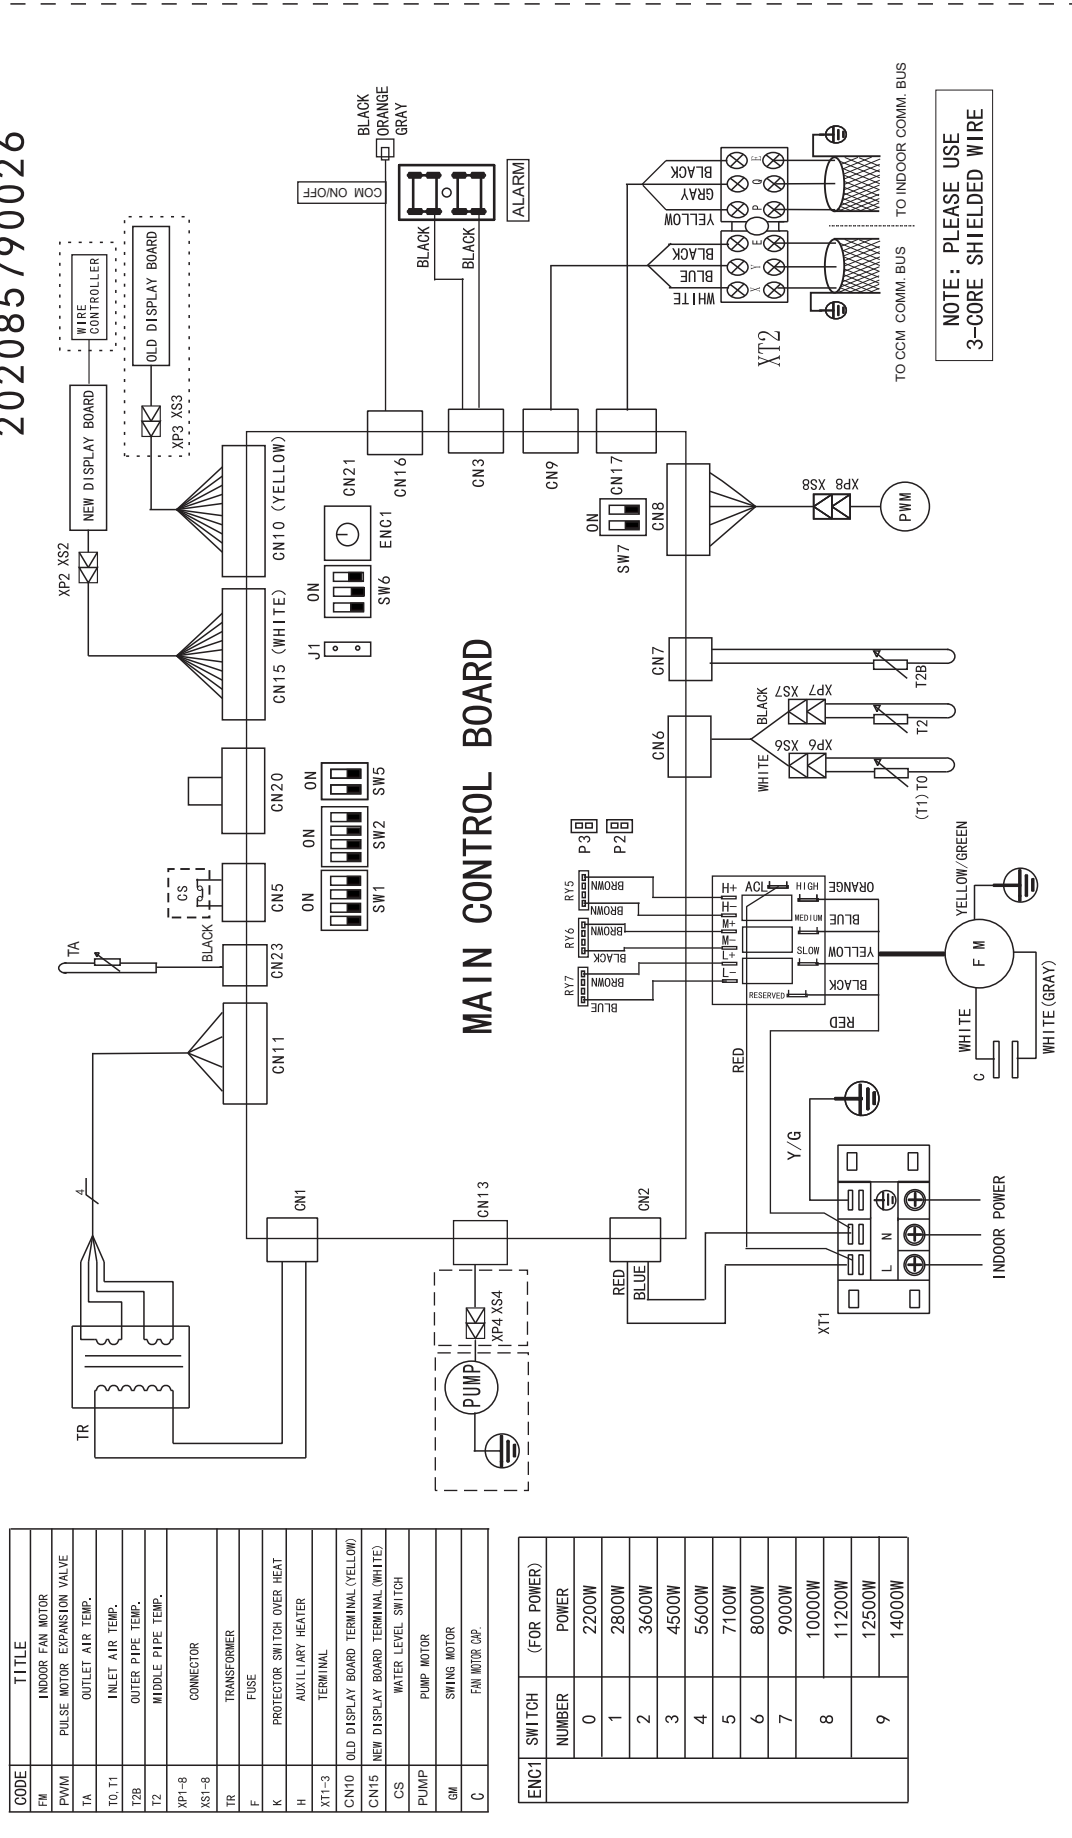 202085790026
WIRE
CONTROLLER
NEW DISPLAY BOARD
OLD DISPLAY BOARD
XP2 XS2
XP3 XS3
CN10 (YELLOW)
CN15 (WHITE)
CN20
CN5
CS
CN23
BLACK
TA
CN11
4
TR
CN1
CN13
XP4 XS4
PUMP
CN2
RED
BLUE
CN21
CN16
CN3
CN9
CN17
CN8
CN7
CN6
ENC1
ON
SW6
J1
ON
SW5
ON
SW2
ON
SW1
ON
SW7
MAIN CONTROL BOARD
BLACK
ORANGE
GRAY
COM ON/OFF
ALARM
BLACK
BLACK
BLACK
GRAY
YELLOW
BLACK
BLUE
WHITE
E
Q
P
E
Y
X
XT2
TO INDOOR COMM. BUS
TO CCM COMM. BUS
NOTE: PLEASE USE
3-CORE SHIELDED WIRE
XS8 XP8
PWM
T2B
BLACK
XS7 XP7
T2
WHITE
XS6 XP6
(T1)T0
P3
P2
RY5
BROWN
BROWN
RY6
BROWN
BLACK
RY7
BROWN
BLUE
H+
H-
M+
M-
L+
L-
ACL
HIGH
MEDIUM
SLOW
RESERVED
ORANGE
BLUE
YELLOW
BLACK
RED
RED
YELLOW/GREEN
FM
WHITE
WHITE(GRAY)
C
Y/G
XT1
L
N
INDOOR POWER
CODE TITLE
FM INDOOR FAN MOTOR
PWM PULSE MOTOR EXPANSION VALVE
TA OUTLET AIR TEMP.
T0,T1 INLET AIR TEMP.
T2B OUTER PIPE TEMP.
T2 MIDDLE PIPE TEMP.
XP1-8
XS1-8 CONNECTOR
TR TRANSFORMER
F FUSE
K PROTECTOR SWITCH OVER HEAT
H AUXILIARY HEATER
XT1-3 TERMINAL
CN10 OLD DISPLAY BOARD TERMINAL(YELLOW)
CN15 NEW DISPLAY BOARD TERMINAL(WHITE)
CS WATER LEVEL SWITCH
PUMP PUMP MOTOR
GM SWING MOTOR
C FAN MOTOR CAP.
ENC1 SWITCH (FOR POWER)
NUMBER POWER
0 2200W
1 2800W
2 3600W
3 4500W
4 5600W
5 7100W
6 8000W
7 9000W
8 10000W
11200W
9 12500W
14000W